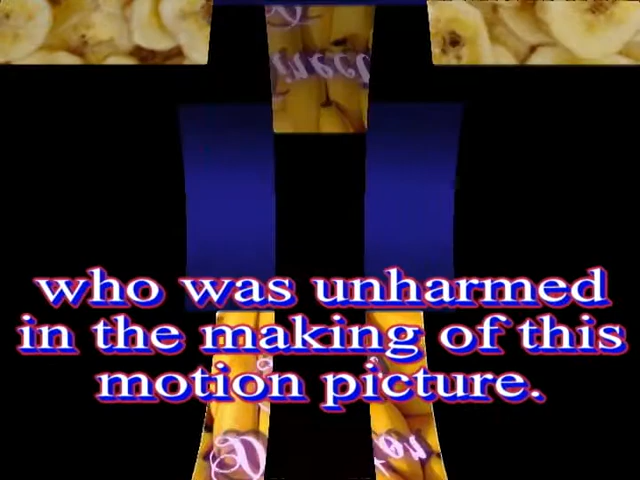 who was unharmed
in the making of this
motion picture.